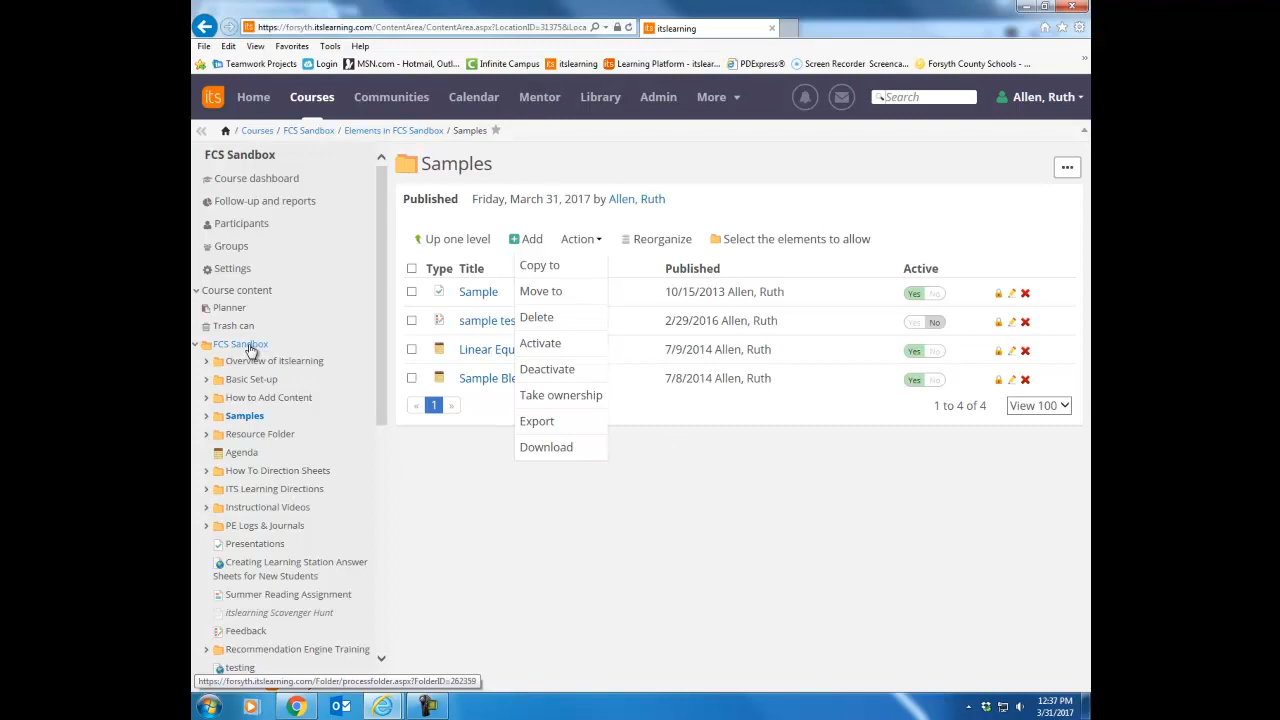 https://forsyth.itslearning.com/ContentArea/ContentArea.aspx?LocationID=31375&Loca
itslearning
File Edit View Favorites Tools Help
Teamwork Projects Login MSN.com - Hotmail, Outl... Infinite Campus itslearning Learning Platform - itslear... PDExpress® Screen Recorder Screenca... Forsyth County Schools - ...
its Home Courses Communities Calendar Mentor Library Admin More Search Allen, Ruth
Courses / FCS Sandbox / Elements in FCS Sandbox / Samples
FCS Sandbox
Course dashboard
Follow-up and reports
Participants
Groups
Settings
Course content
Planner
Trash can
FCS Sandbox
Overview of itslearning
Basic Set-up
How to Add Content
Samples
Resource Folder
Agenda
How To Direction Sheets
ITS Learning Directions
Instructional Videos
PE Logs & Journals
Presentations
Creating Learning Station Answer
Sheets for New Students
Summer Reading Assignment
itslearning Scavenger Hunt
Feedback
Recommendation Engine Training
testing
https://forsyth.itslearning.com/Folder/processfolder.aspx?FolderID=262359
Samples
Published Friday, March 31, 2017 by Allen, Ruth
Up one level Add Action Select the elements to allow Reorganize
Type Title Published Active
Sample 10/15/2013 Allen, Ruth Yes No
sample tes 2/29/2016 Allen, Ruth Yes No
Linear Equ 7/9/2014 Allen, Ruth Yes No
Sample Ble 7/8/2014 Allen, Ruth Yes No
« 1 » 1 to 4 of 4 View 100
Copy to
Move to
Delete
Activate
Deactivate
Take ownership
Export
Download
12:37 PM
3/31/2017